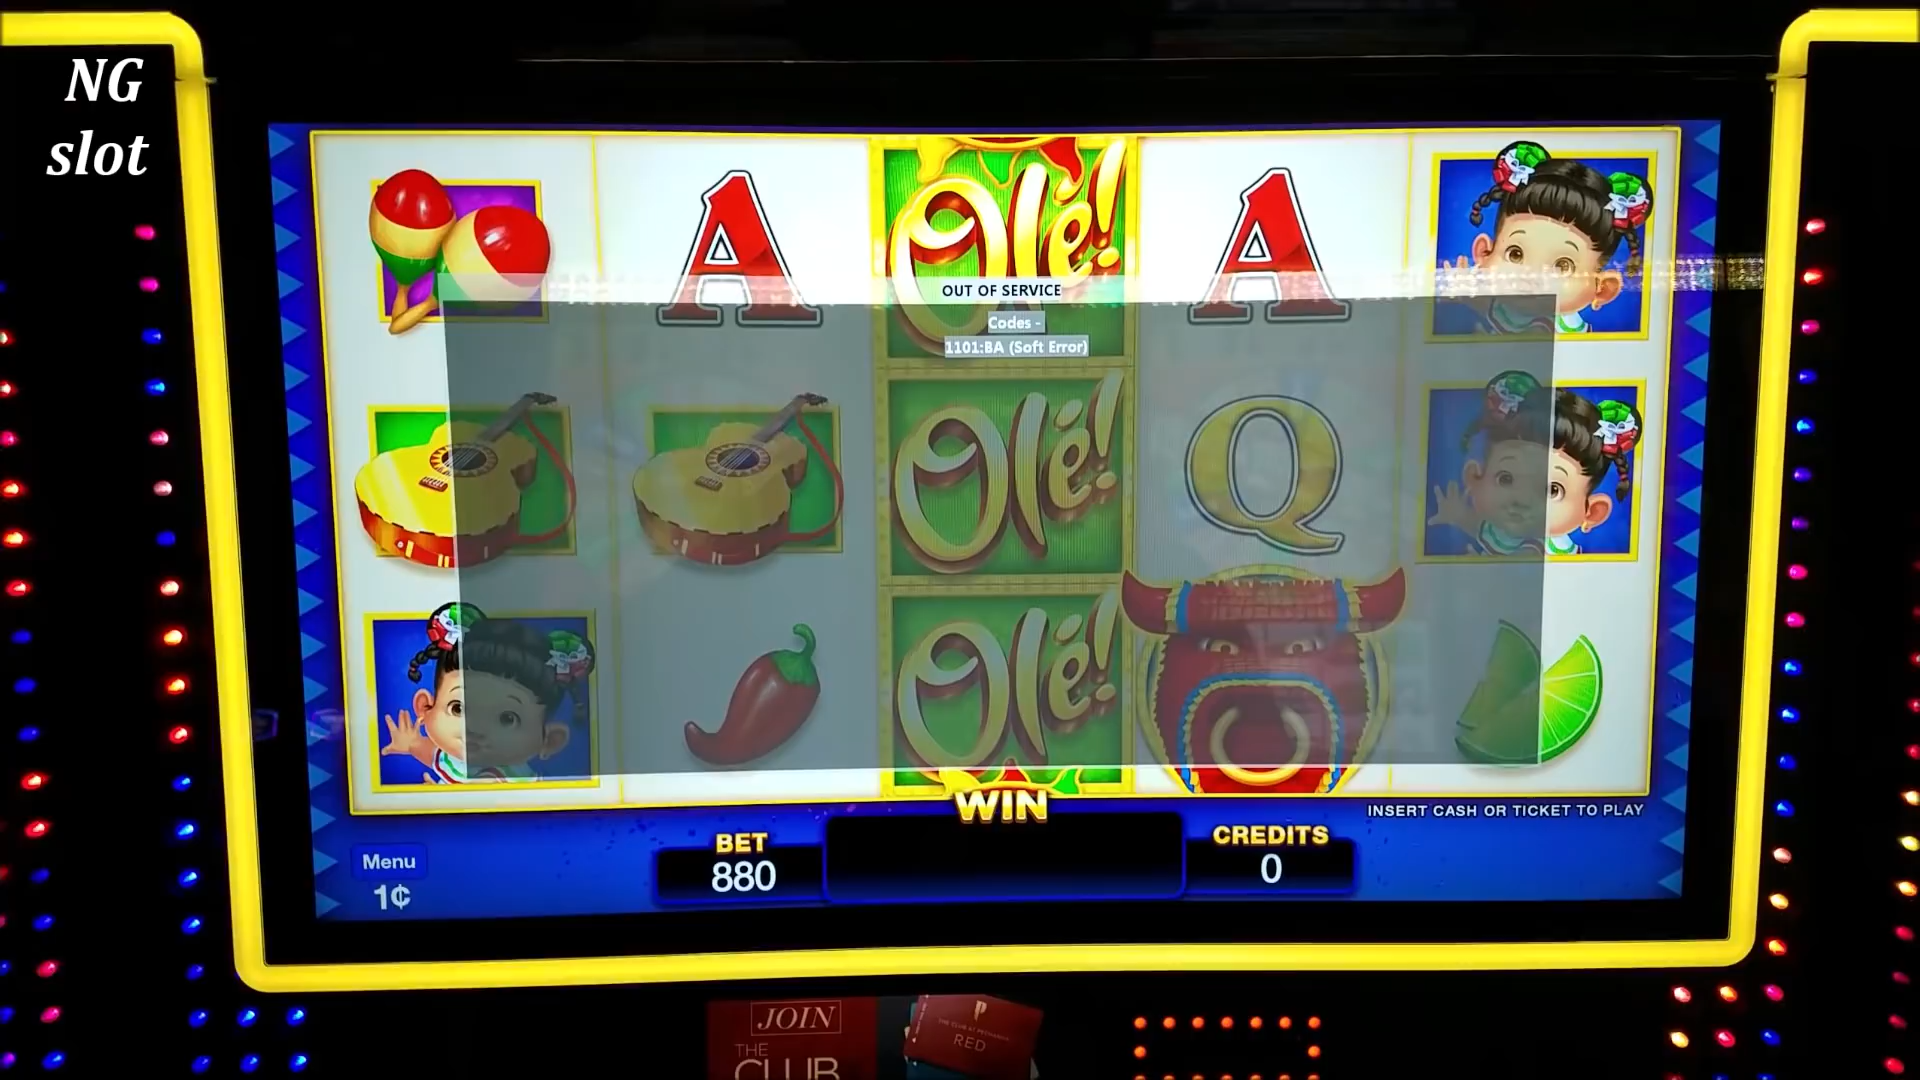 NG
slot
A
Olé!
A
OUT OF SERVICE
Codes -
1101:BA (Soft Error)
Olé!
Q
Olé!
WIN
INSERT CASH OR TICKET TO PLAY
BET
CREDITS
Menu
880
0
1¢
JOIN
THE
CLUB
RED